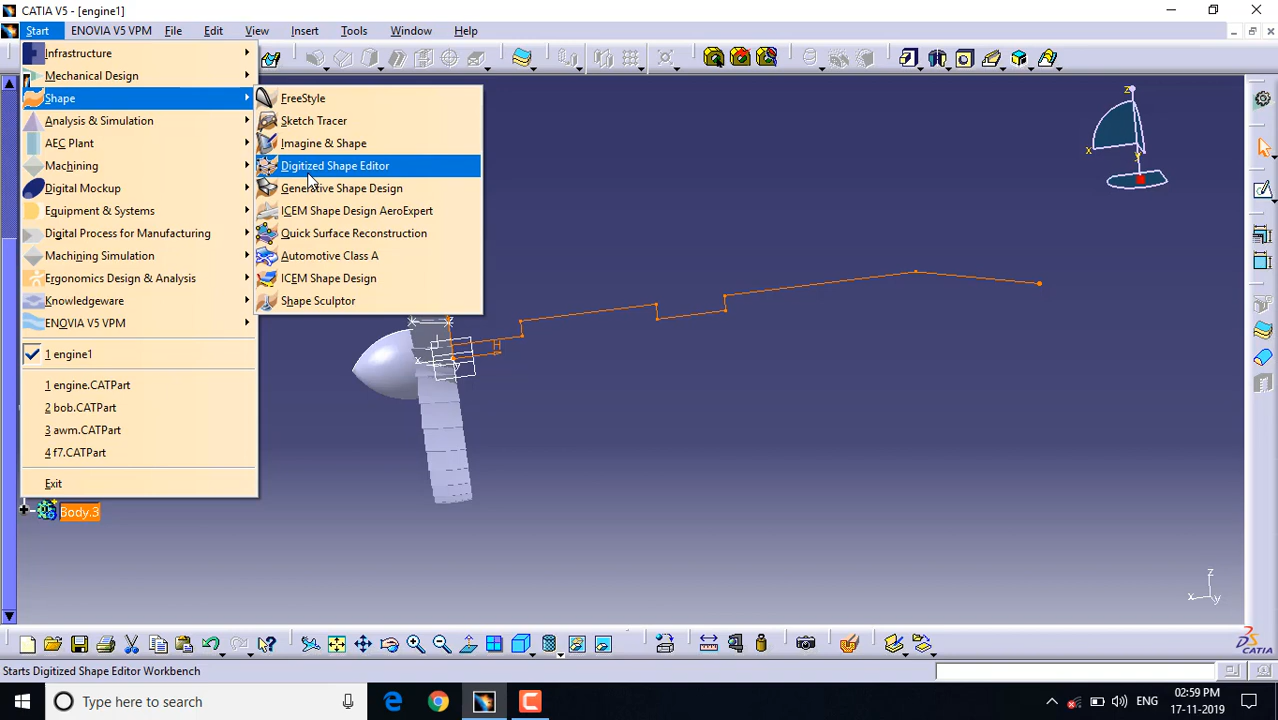 CATIA V5 - [engine1]
Start ENOVIA V5 VPM File Edit View Insert Tools Window Help
Infrastructure
Mechanical Design
Shape
Analysis & Simulation
AEC Plant
Machining
Digital Mockup
Equipment & Systems
Digital Process for Manufacturing
Machining Simulation
Ergonomics Design & Analysis
Knowledgeware
ENOVIA V5 VPM
1 engine1
1 engine.CATPart
2 bob.CATPart
3 awm.CATPart
4 f7.CATPart
Exit
FreeStyle
Sketch Tracer
Imagine & Shape
Digitized Shape Editor
Generative Shape Design
ICEM Shape Design AeroExpert
Quick Surface Reconstruction
Automotive Class A
ICEM Shape Design
Shape Sculptor
z
x
y
H
x
y
Body.3
z
x
y
CATIA
Starts Digitized Shape Editor Workbench
Type here to search
ENG
02:59 PM
17-11-2019